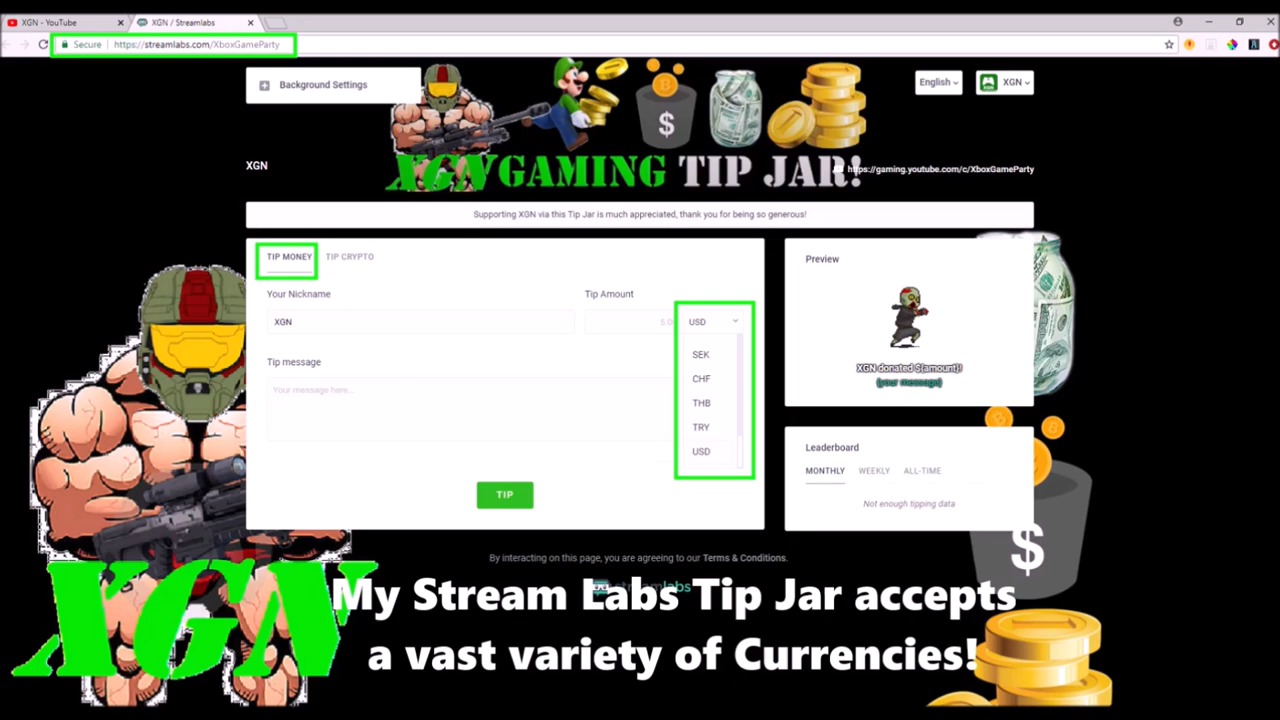 XGN - YouTube
XGN / Streamlabs
Secure | https://streamlabs.com/XboxGameParty
Background Settings
English
XGN
$
XGN GAMING TIP JAR!
XGN
https://gaming.youtube.com/c/XboxGameParty
Supporting XGN via this Tip Jar is much appreciated, thank you for being so generous!
TIP MONEY
TIP CRYPTO
Your Nickname
Tip Amount
XGN
5.00
USD
SEK
CHF
THB
TRY
USD
Tip message
Your message here...
TIP
Preview
XGN donated ${amount}!
{your message}
Leaderboard
MONTHLY
WEEKLY
ALL-TIME
Not enough tipping data
By interacting on this page, you are agreeing to our Terms & Conditions.
streamlabs
$
XGN
My Stream Labs Tip Jar accepts
a vast variety of Currencies!